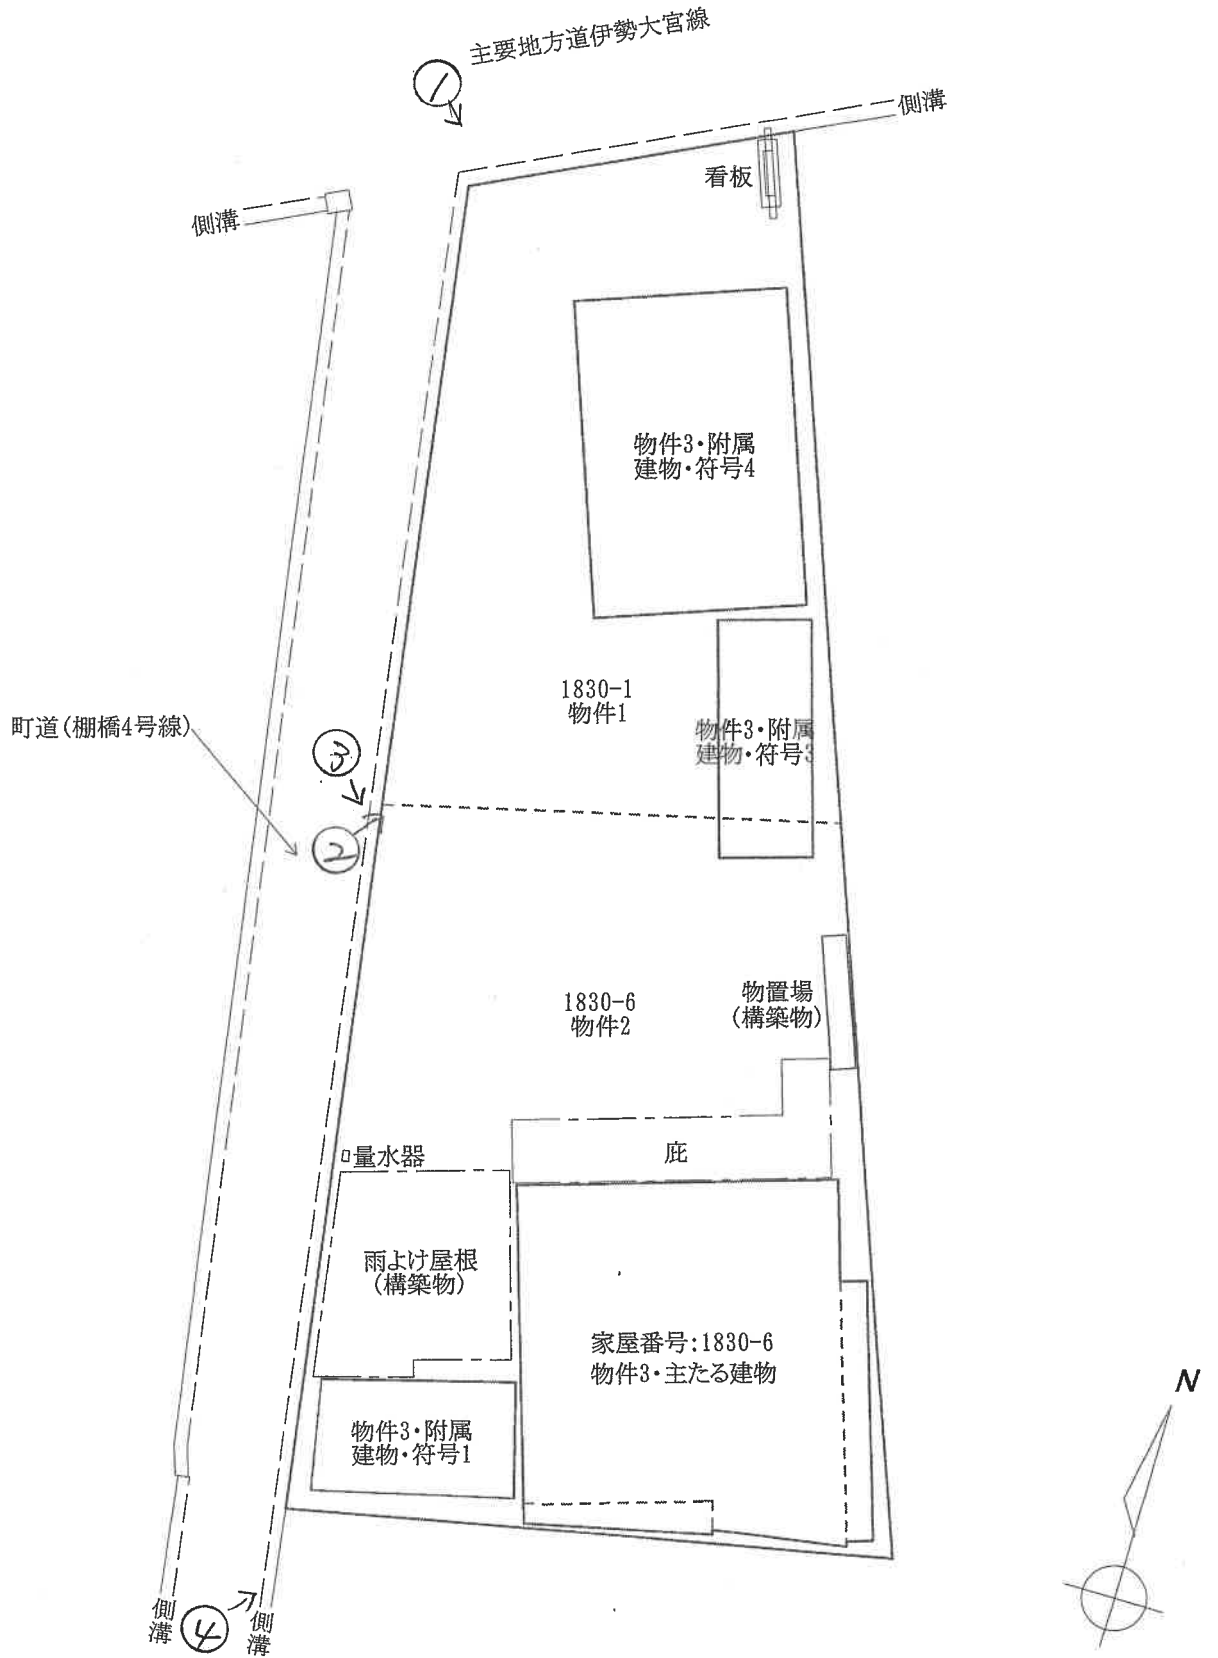 主要地方道伊勢大宮線
1
側溝
看板
側溝
物件3・附属
建物・符号4
1830-1
物件1
物件3・附属
建物・符号3
町道(棚橋4号線)
3
2
1830-6
物件2
物置場
(構築物)
庇
量水器
雨よけ屋根
(構築物)
家屋番号:1830-6
物件3・主たる建物
N
物件3・附属
建物・符号1
側溝
4
側溝